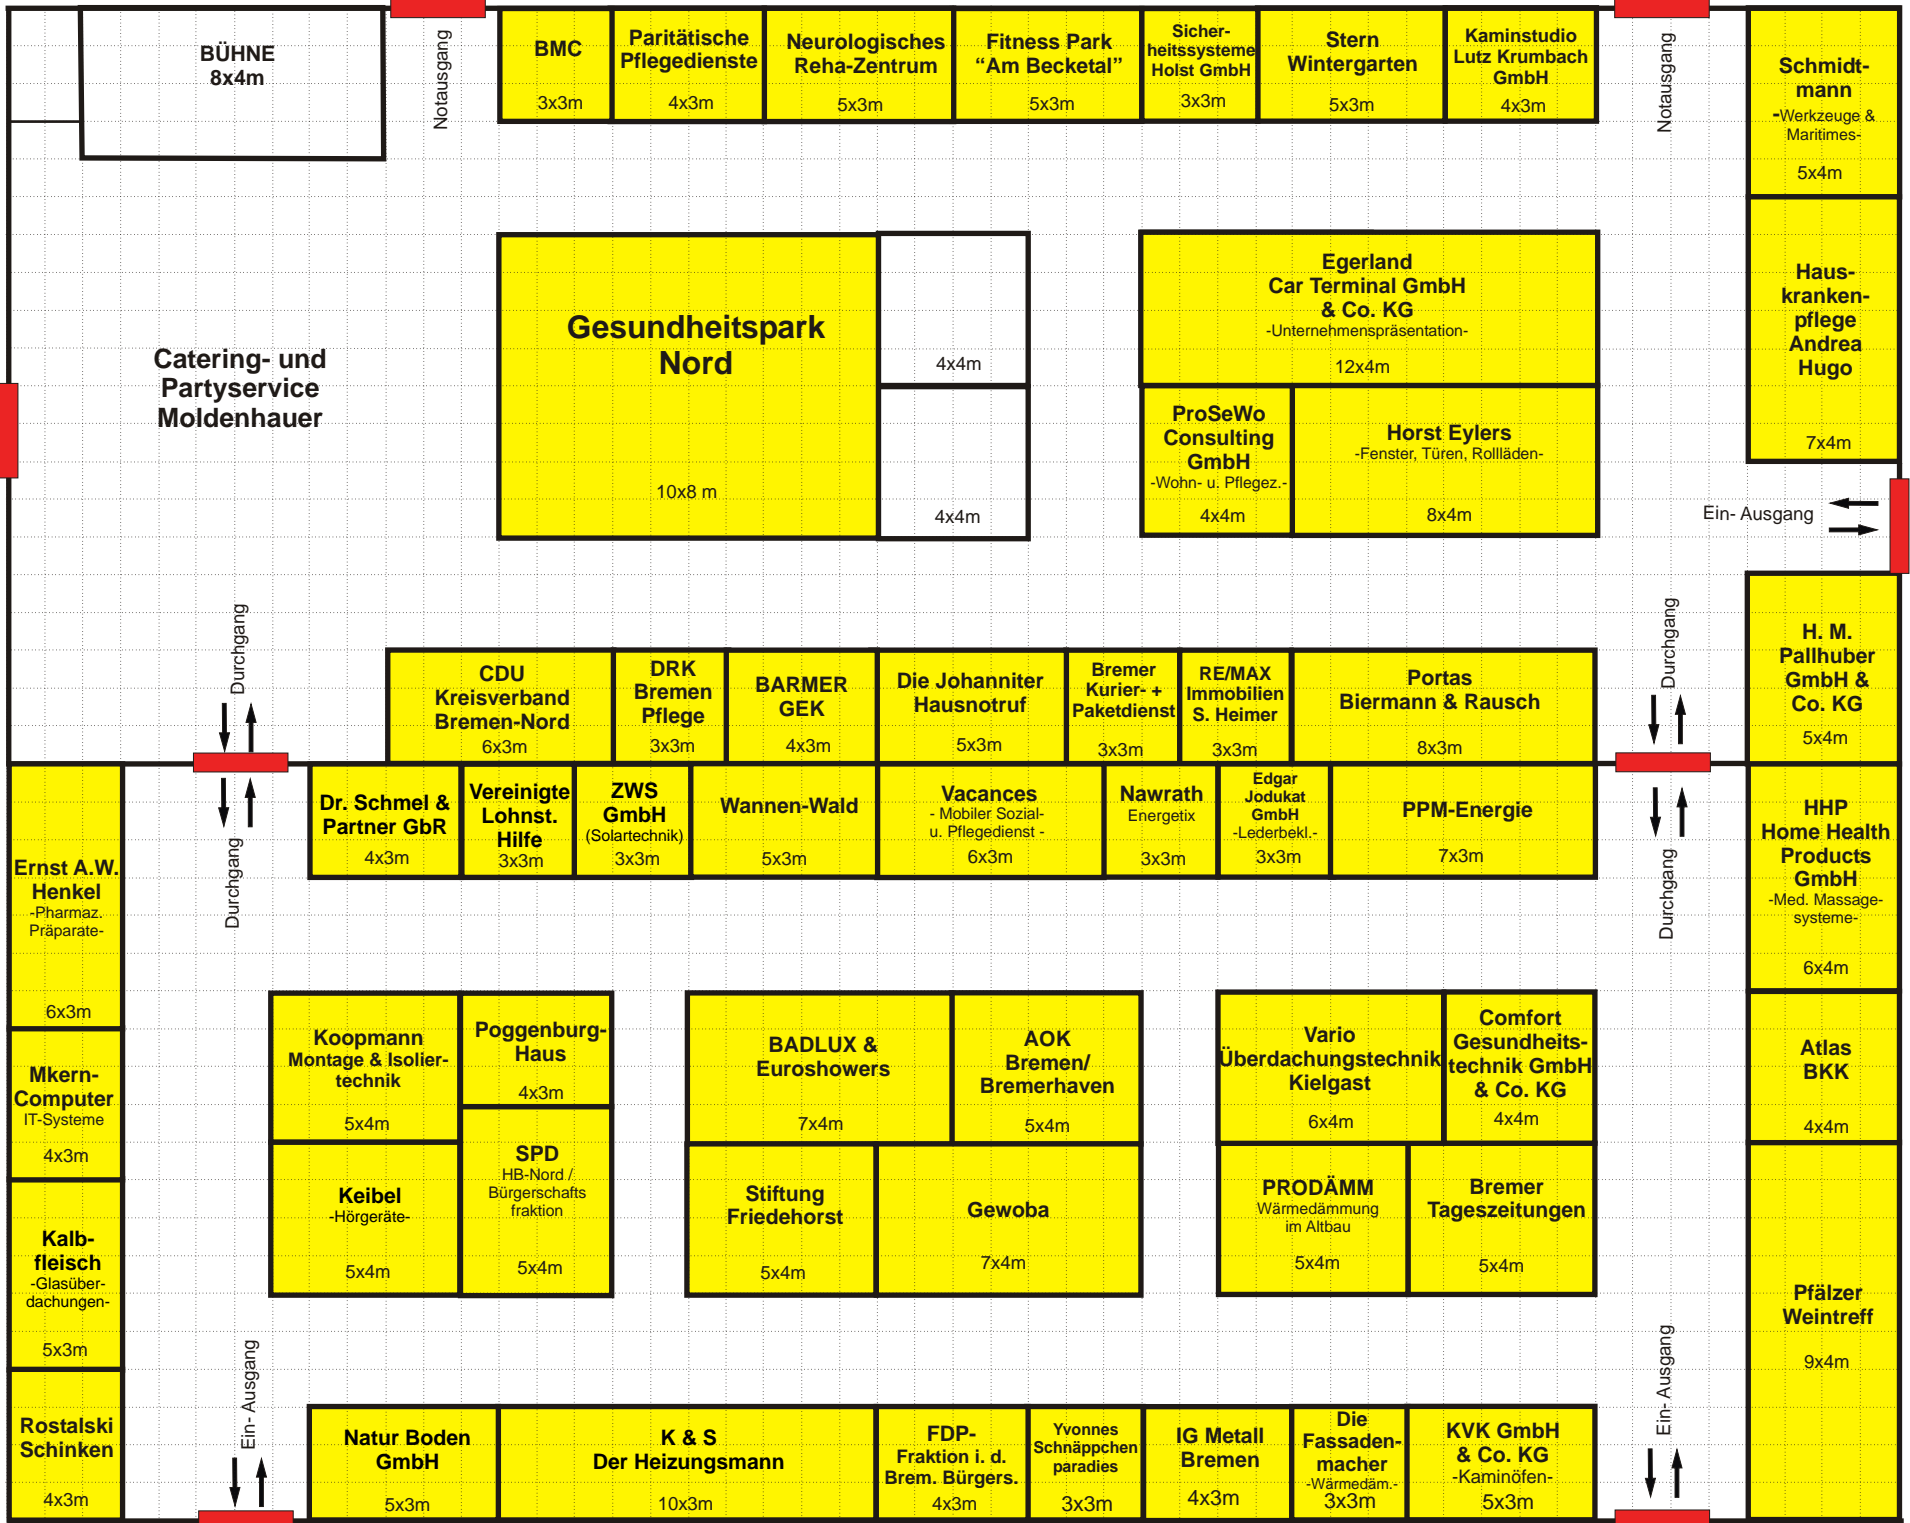 BÜHNE
8x4m
Notausgang
BMC
3x3m
Paritätische
Pflegedienste
4x3m
Neurologisches
Reha-Zentrum
5x3m
Fitness Park
“Am Becketal”
5x3m
Sicher-
heitssysteme
Holst GmbH
3x3m
Stern
Wintergarten
5x3m
Kaminstudio
Lutz Krumbach
GmbH
4x3m
Notausgang
Schmidt-
mann
-Werkzeuge &
Maritimes-
5x4m
Catering- und
Partyservice
Moldenhauer
Gesundheitspark
Nord
10x8 m
4x4m
4x4m
Egerland
Car Terminal GmbH
& Co. KG
-Unternehmenspräsentation-
12x4m
ProSeWo
Consulting
GmbH
-Wohn- u. Pflegez.-
4x4m
Horst Eylers
-Fenster, Türen, Rollläden-
8x4m
Haus-
kranken-
pflege
Andrea
Hugo
7x4m
Ein- Ausgang
Durchgang
CDU
Kreisverband
Bremen-Nord
6x3m
DRK
Bremen
Pflege
3x3m
BARMER
GEK
4x3m
Die Johanniter
Hausnotruf
5x3m
Bremer
Kurier- +
Paketdienst
3x3m
RE/MAX
Immobilien
S. Heimer
3x3m
Portas
Biermann & Rausch
8x3m
Durchgang
H. M.
Pallhuber
GmbH &
Co. KG
5x4m
Ernst A.W.
Henkel
-Pharmaz.
Präparate-
6x3m
Durchgang
Dr. Schmel &
Partner GbR
4x3m
Vereinigte
Lohnst.
Hilfe
3x3m
ZWS
GmbH
(Solartechnik)
3x3m
Wannen-Wald
5x3m
Vacances
- Mobiler Sozial-
u. Pflegedienst -
6x3m
Nawrath
Energetix
3x3m
Edgar
Jodukat
GmbH
-Lederbekl.-
3x3m
PPM-Energie
7x3m
Durchgang
HHP
Home Health
Products
GmbH
-Med. Massage-
systeme-
6x4m
Mkern-
Computer
IT-Systeme
4x3m
Koopmann
Montage & Isolier-
technik
5x4m
Poggenburg-
Haus
4x3m
Keibel
-Hörgeräte-
5x4m
SPD
HB-Nord /
Bürgerschafts
fraktion
5x4m
BADLUX &
Euroshowers
7x4m
AOK
Bremen/
Bremerhaven
5x4m
Stiftung
Friedehorst
5x4m
Gewoba
7x4m
Vario
Überdachungstechnik
Kielgast
6x4m
Comfort
Gesundheits-
technik GmbH
& Co. KG
4x4m
PRODÄMM
Wärmedämmung
im Altbau
5x4m
Bremer
Tageszeitungen
5x4m
Atlas
BKK
4x4m
Kalb-
fleisch
-Glasüber-
dachungen-
5x3m
Pfälzer
Weintreff
9x4m
Rostalski
Schinken
4x3m
Ein- Ausgang
Natur Boden
GmbH
5x3m
K & S
Der Heizungsmann
10x3m
FDP-
Fraktion i. d.
Brem. Bürgers.
4x3m
Yvonnes
Schnäppchen
paradies
3x3m
IG Metall
Bremen
4x3m
Die
Fassaden-
macher
-Wärmedäm.-
3x3m
KVK GmbH
& Co. KG
-Kaminöfen-
5x3m
Ein- Ausgang